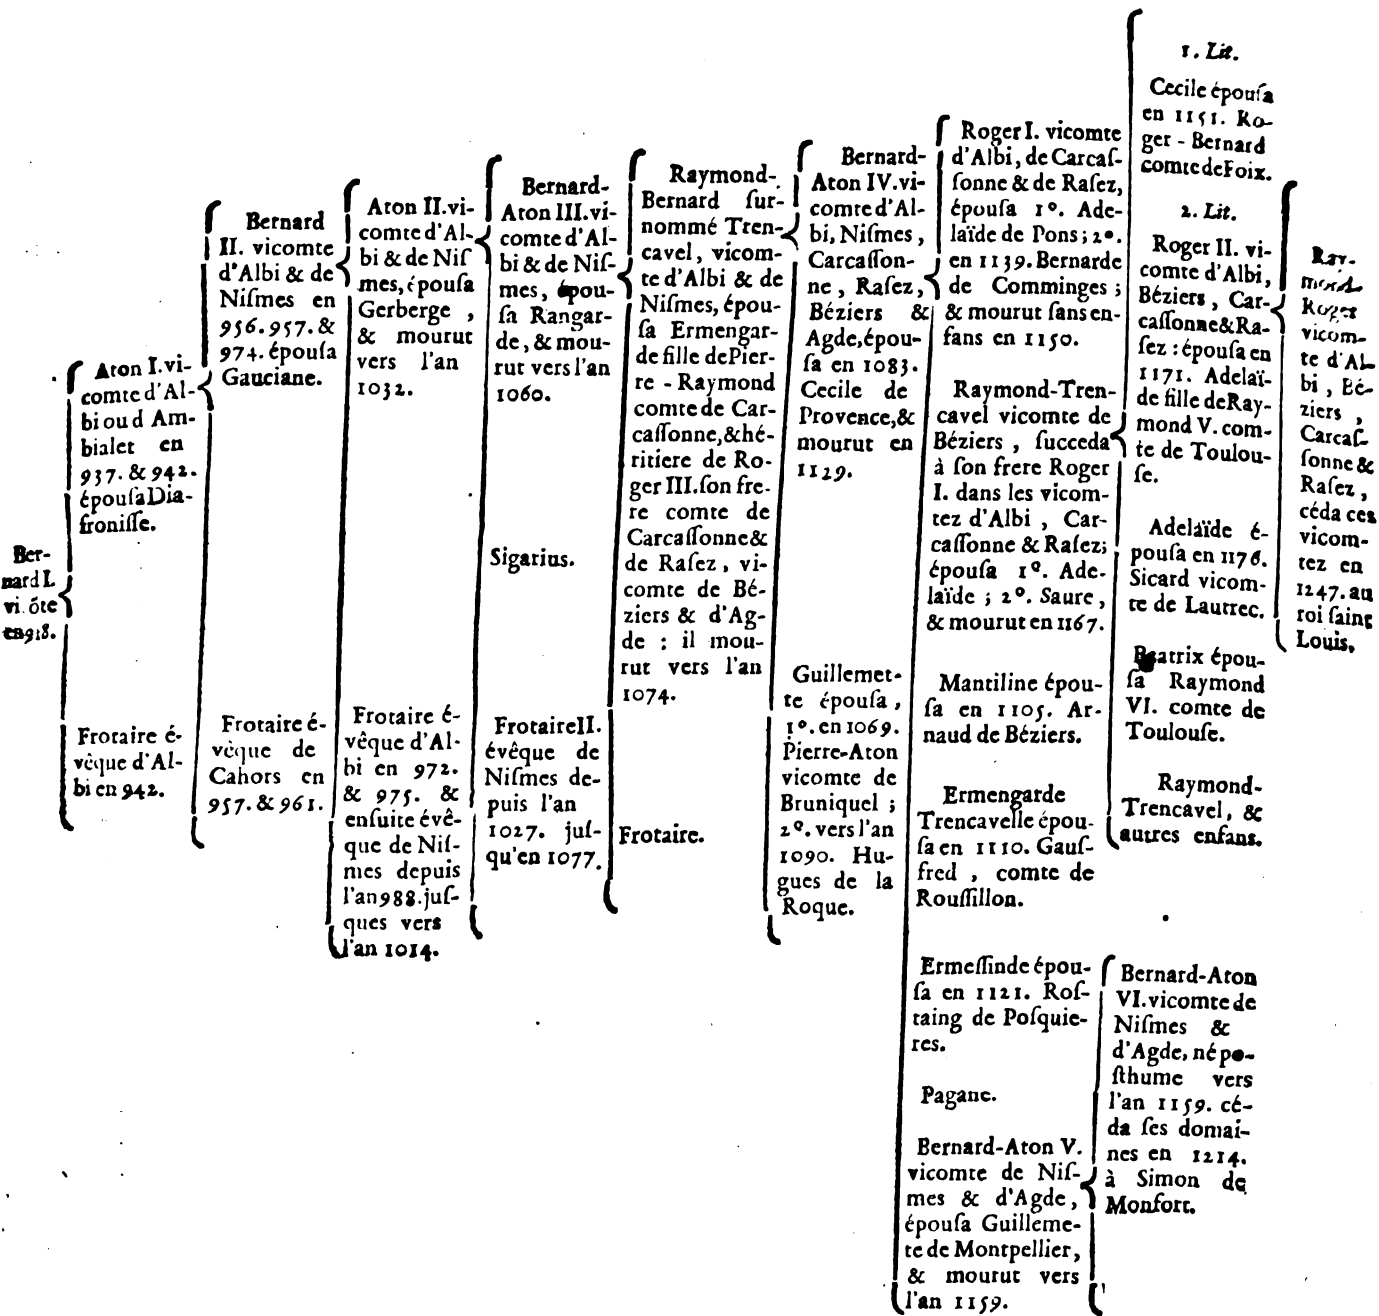 Ber-
nard I.
vicõte
en 918.
Aton I. vi-
comte d'Al-
bi ou d'Am-
bialet en
937. & 942.
épouſa Dia-
froniſſe.
Frotaire é-
vêque d'Al-
bi en 942.
Bernard
II. vicomte
d'Albi & de
Niſmes en
956. 957. &
974. épouſa
Gauciane.
Frotaire é-
vêque de
Cahors en
957. & 961.
Aton II. vi-
comte d'Al-
bi & de Niſ
mes, épouſa
Gerberge ,
& mourut
vers l'an
1032.
Frotaire é-
vêque d'Al-
bi en 972.
& 975. &
enſuite évê-
que de Niſ-
mes depuis
l'an 988. juſ-
ques vers
l'an 1014.
Bernard-
Aton III. vi-
comte d'Al-
bi & de Niſ-
mes, épou-
ſa Rangar-
de, & mou-
rut vers l'an
1060.
Sigarius.
Frotaire II.
évêque de
Niſmes de-
puis l'an
1027. juſ-
qu'en 1077.
Raymond-
Bernard ſur-
nommé Tren-
cavel, vicom-
te d'Albi & de
Niſmes, épou-
ſa Ermengar-
de fille de Pier-
re - Raymond
comte de Car-
caſſonne, & hé-
ritiere de Ro-
ger III. ſon fre-
re comte de
Carcaſſonne &
de Raſez, vi-
comte de Bé-
ziers & d'Ag-
de : il mou-
rut vers l'an
1074.
Frotaire.
Bernard-
Aton IV. vi-
comte d'Al-
bi, Niſmes,
Carcaſſon-
ne, Raſez,
Béziers &
Agde, épou-
ſa en 1083.
Cecile de
Provence, &
mourut en
1129.
Guillemet-
te épouſa,
1º. en 1069.
Pierre-Aton
vicomte de
Bruniquel ;
2º. vers l'an
1090. Hu-
gues de la
Roque.
Roger I. vicomte
d'Albi, de Carcaſ-
ſonne & de Raſez,
épouſa 1º. Ade-
laïde de Pons ; 2º.
en 1139. Bernarde
de Comminges ;
& mourut ſans en-
fans en 1150.
Raymond-Tren-
cavel vicomte de
Béziers , ſucceda
à ſon frere Roger
I. dans les vicom-
tez d'Albi , Car-
caſſonne & Raſez;
épouſa 1º. Ade-
laïde ; 2º. Saure,
& mourut en 1167.
Mantiline épou-
ſa en 1105. Ar-
naud de Béziers.
Ermengarde
Trencavelle épou-
ſa en 1110. Gauſ-
fred , comte de
Rouſſillon.
Ermeſſinde épou-
ſa en 1121. Roſ-
taing de Poſquie-
res.
Pagane.
Bernard-Aton V.
vicomte de Niſ-
mes & d'Agde,
épouſa Guilleme-
te de Montpellier,
& mourut vers
l'an 1159.
1. Lit.
Cecile épouſa
en 1151. Ro-
ger - Bernard
comte de Foix.
2. Lit.
Roger II. vi-
comte d'Albi,
Béziers, Car-
caſſonne & Ra-
ſez : épouſa en
1171. Adelaï-
de fille de Ray-
mond V. com-
te de Toulou-
ſe.
Adelaïde é-
pouſa en 1176.
Sicard vicom-
te de Lautrec.
Beatrix épou-
ſa Raymond
VI. comte de
Toulouſe.
Raymond-
Trencavel, &
autres enfans.
Bernard-Aton
VI. vicomte de
Niſmes &
d'Agde, né po-
ſthume vers
l'an 1159. cé-
da ſes domai-
nes en 1214.
à Simon de
Monfort.
Ray-
mond
Roger
vicom-
te d'Al-
bi, Bé-
ziers ,
Carcaſ-
ſonne &
Raſez ,
céda ces
vicom-
tez en
1247. au
roi ſaint
Louis.